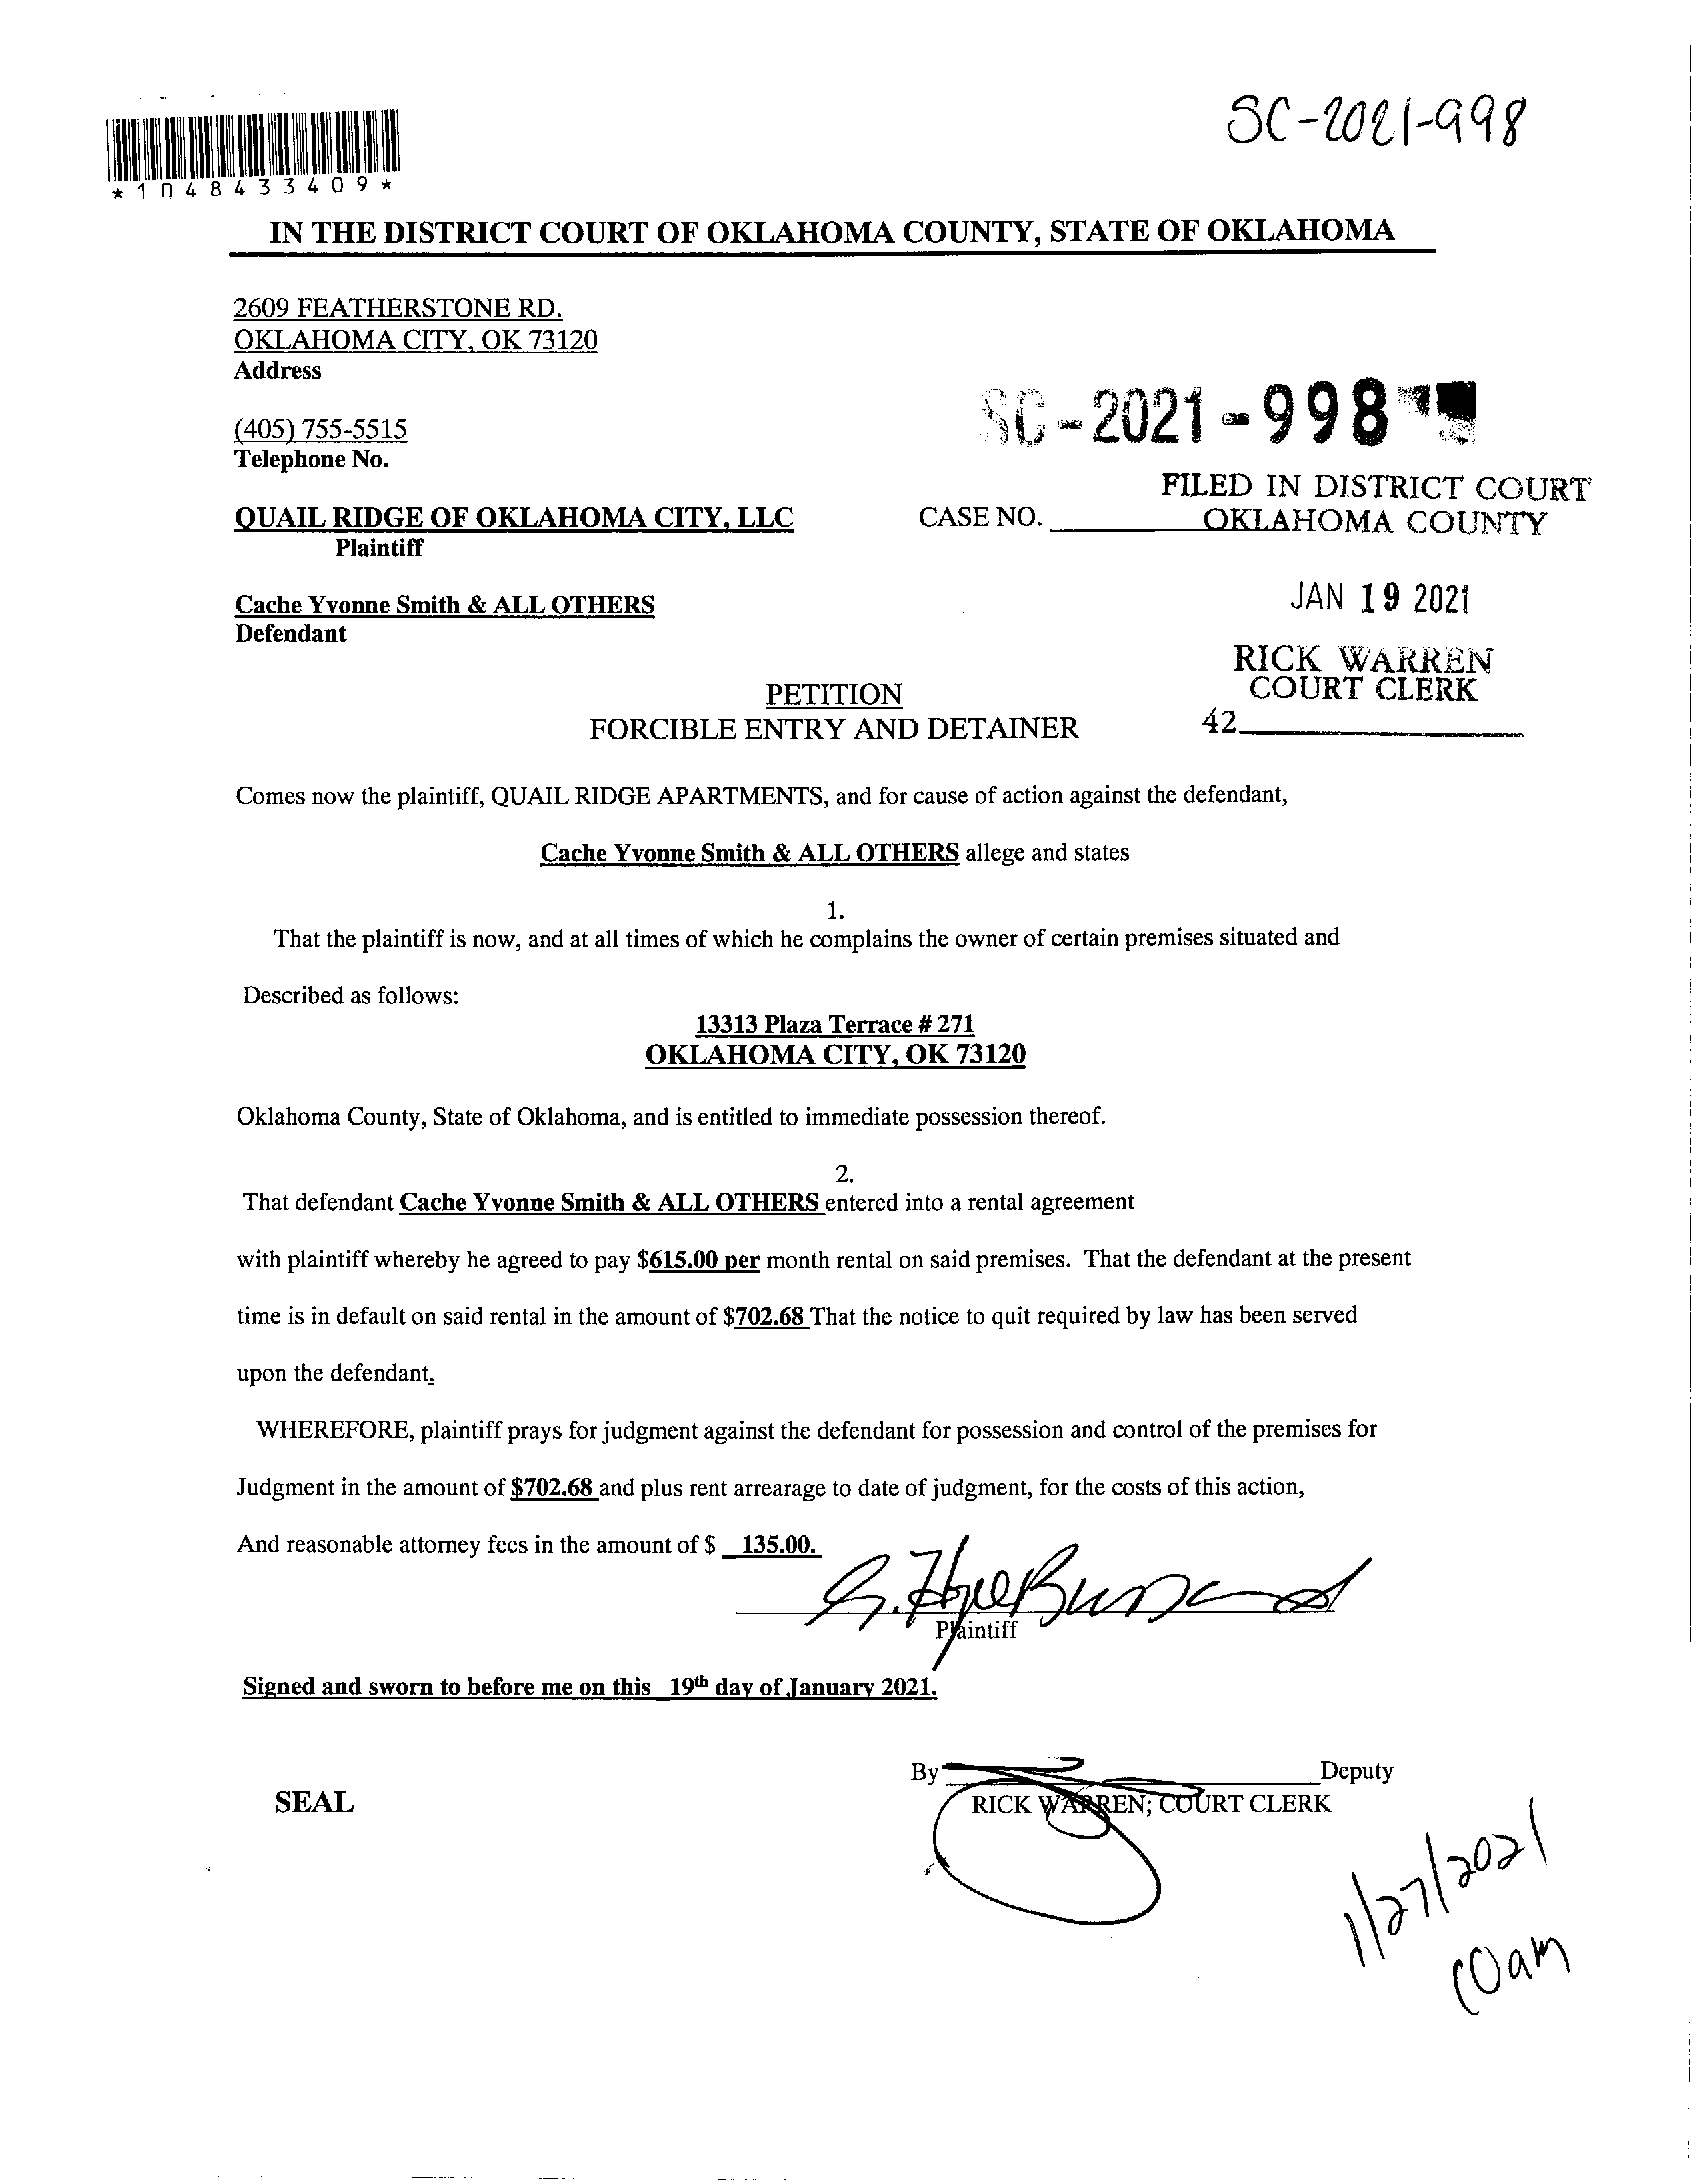 SC-2021-998
*1048433409*
IN THE DISTRICT COURT OF OKLAHOMA COUNTY, STATE OF OKLAHOMA
2609 FEATHERSTONE RD.
OKLAHOMA CITY, OK 73120
Address
(405) 755-5515
Telephone No.
SC-2021-998
FILED IN DISTRICT COURT
QUAIL RIDGE OF OKLAHOMA CITY, LLC CASE NO. OKLAHOMA COUNTY
Plaintiff
Cache Yvonne Smith & ALL OTHERS JAN 19 2021
Defendant
RICK WARREN
PETITION COURT CLERK
FORCIBLE ENTRY AND DETAINER 42
Comes now the plaintiff, QUAIL RIDGE APARTMENTS, and for cause of action against the defendant,
Cache Yvonne Smith & ALL OTHERS allege and states
1.
That the plaintiff is now, and at all times of which he complains the owner of certain premises situated and
Described as follows:
13313 Plaza Terrace # 271
OKLAHOMA CITY, OK 73120
Oklahoma County, State of Oklahoma, and is entitled to immediate possession thereof.
2.
That defendant Cache Yvonne Smith & ALL OTHERS entered into a rental agreement
with plaintiff whereby he agreed to pay $615.00 per month rental on said premises. That the defendant at the present
time is in default on said rental in the amount of $702.68 That the notice to quit required by law has been served
upon the defendant.
WHEREFORE, plaintiff prays for judgment against the defendant for possession and control of the premises for
Judgment in the amount of $702.68 and plus rent arrearage to date of judgment, for the costs of this action,
And reasonable attorney fees in the amount of $ 135.00.
Plaintiff
Signed and sworn to before me on this 19th day of January 2021.
By Deputy
SEAL RICK WARREN; COURT CLERK
1/27/2021
10am